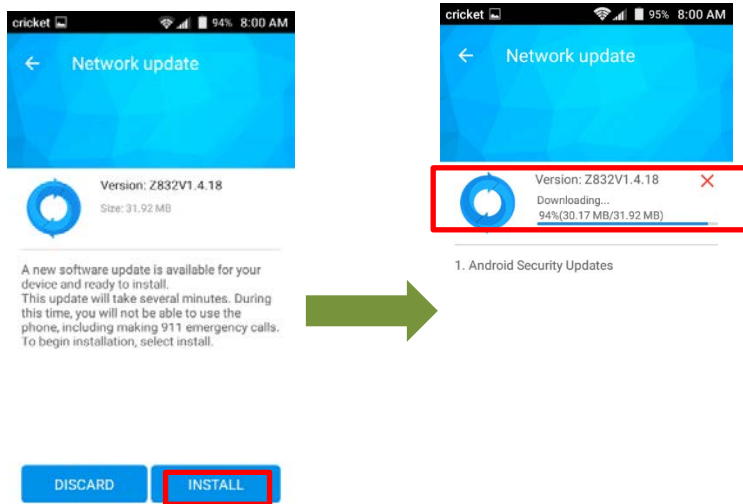 cricket 94% 8:00 AM
Network update
Version: Z832V1.4.18
Size: 31.92 MB
A new software update is available for your
device and ready to install.
This update will take several minutes. During
this time, you will not be able to use the
phone, including making 911 emergency calls.
To begin installation, select install.
DISCARD INSTALL
cricket 95% 8:00 AM
Network update
Version: Z832V1.4.18
Downloading...
94%(30.17 MB/31.92 MB)
1. Android Security Updates